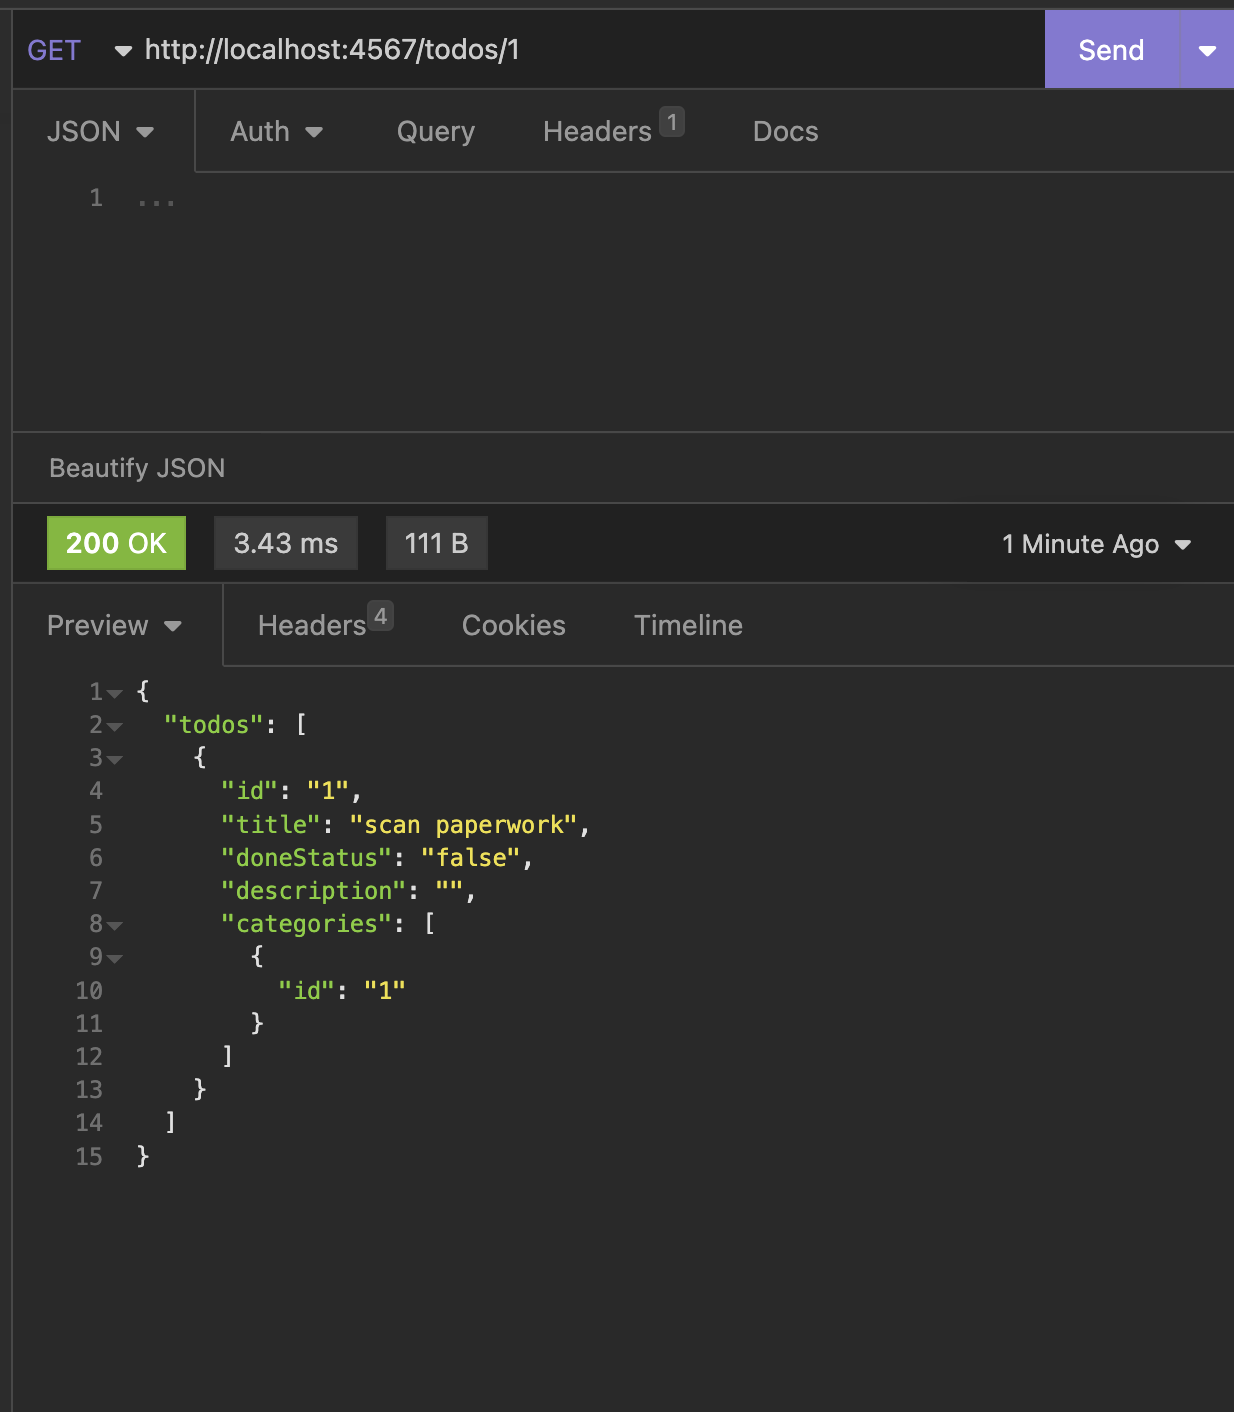 GET http://localhost:4567/todos/1 Send
JSON Auth Query Headers 1 Docs
1 ...
Beautify JSON
200 OK 3.43 ms 111 B 1 Minute Ago
Preview Headers 4 Cookies Timeline
1 {
2   "todos": [
3     {
4       "id": "1",
5       "title": "scan paperwork",
6       "doneStatus": "false",
7       "description": "",
8       "categories": [
9         {
10           "id": "1"
11         }
12       ]
13     }
14   ]
15 }